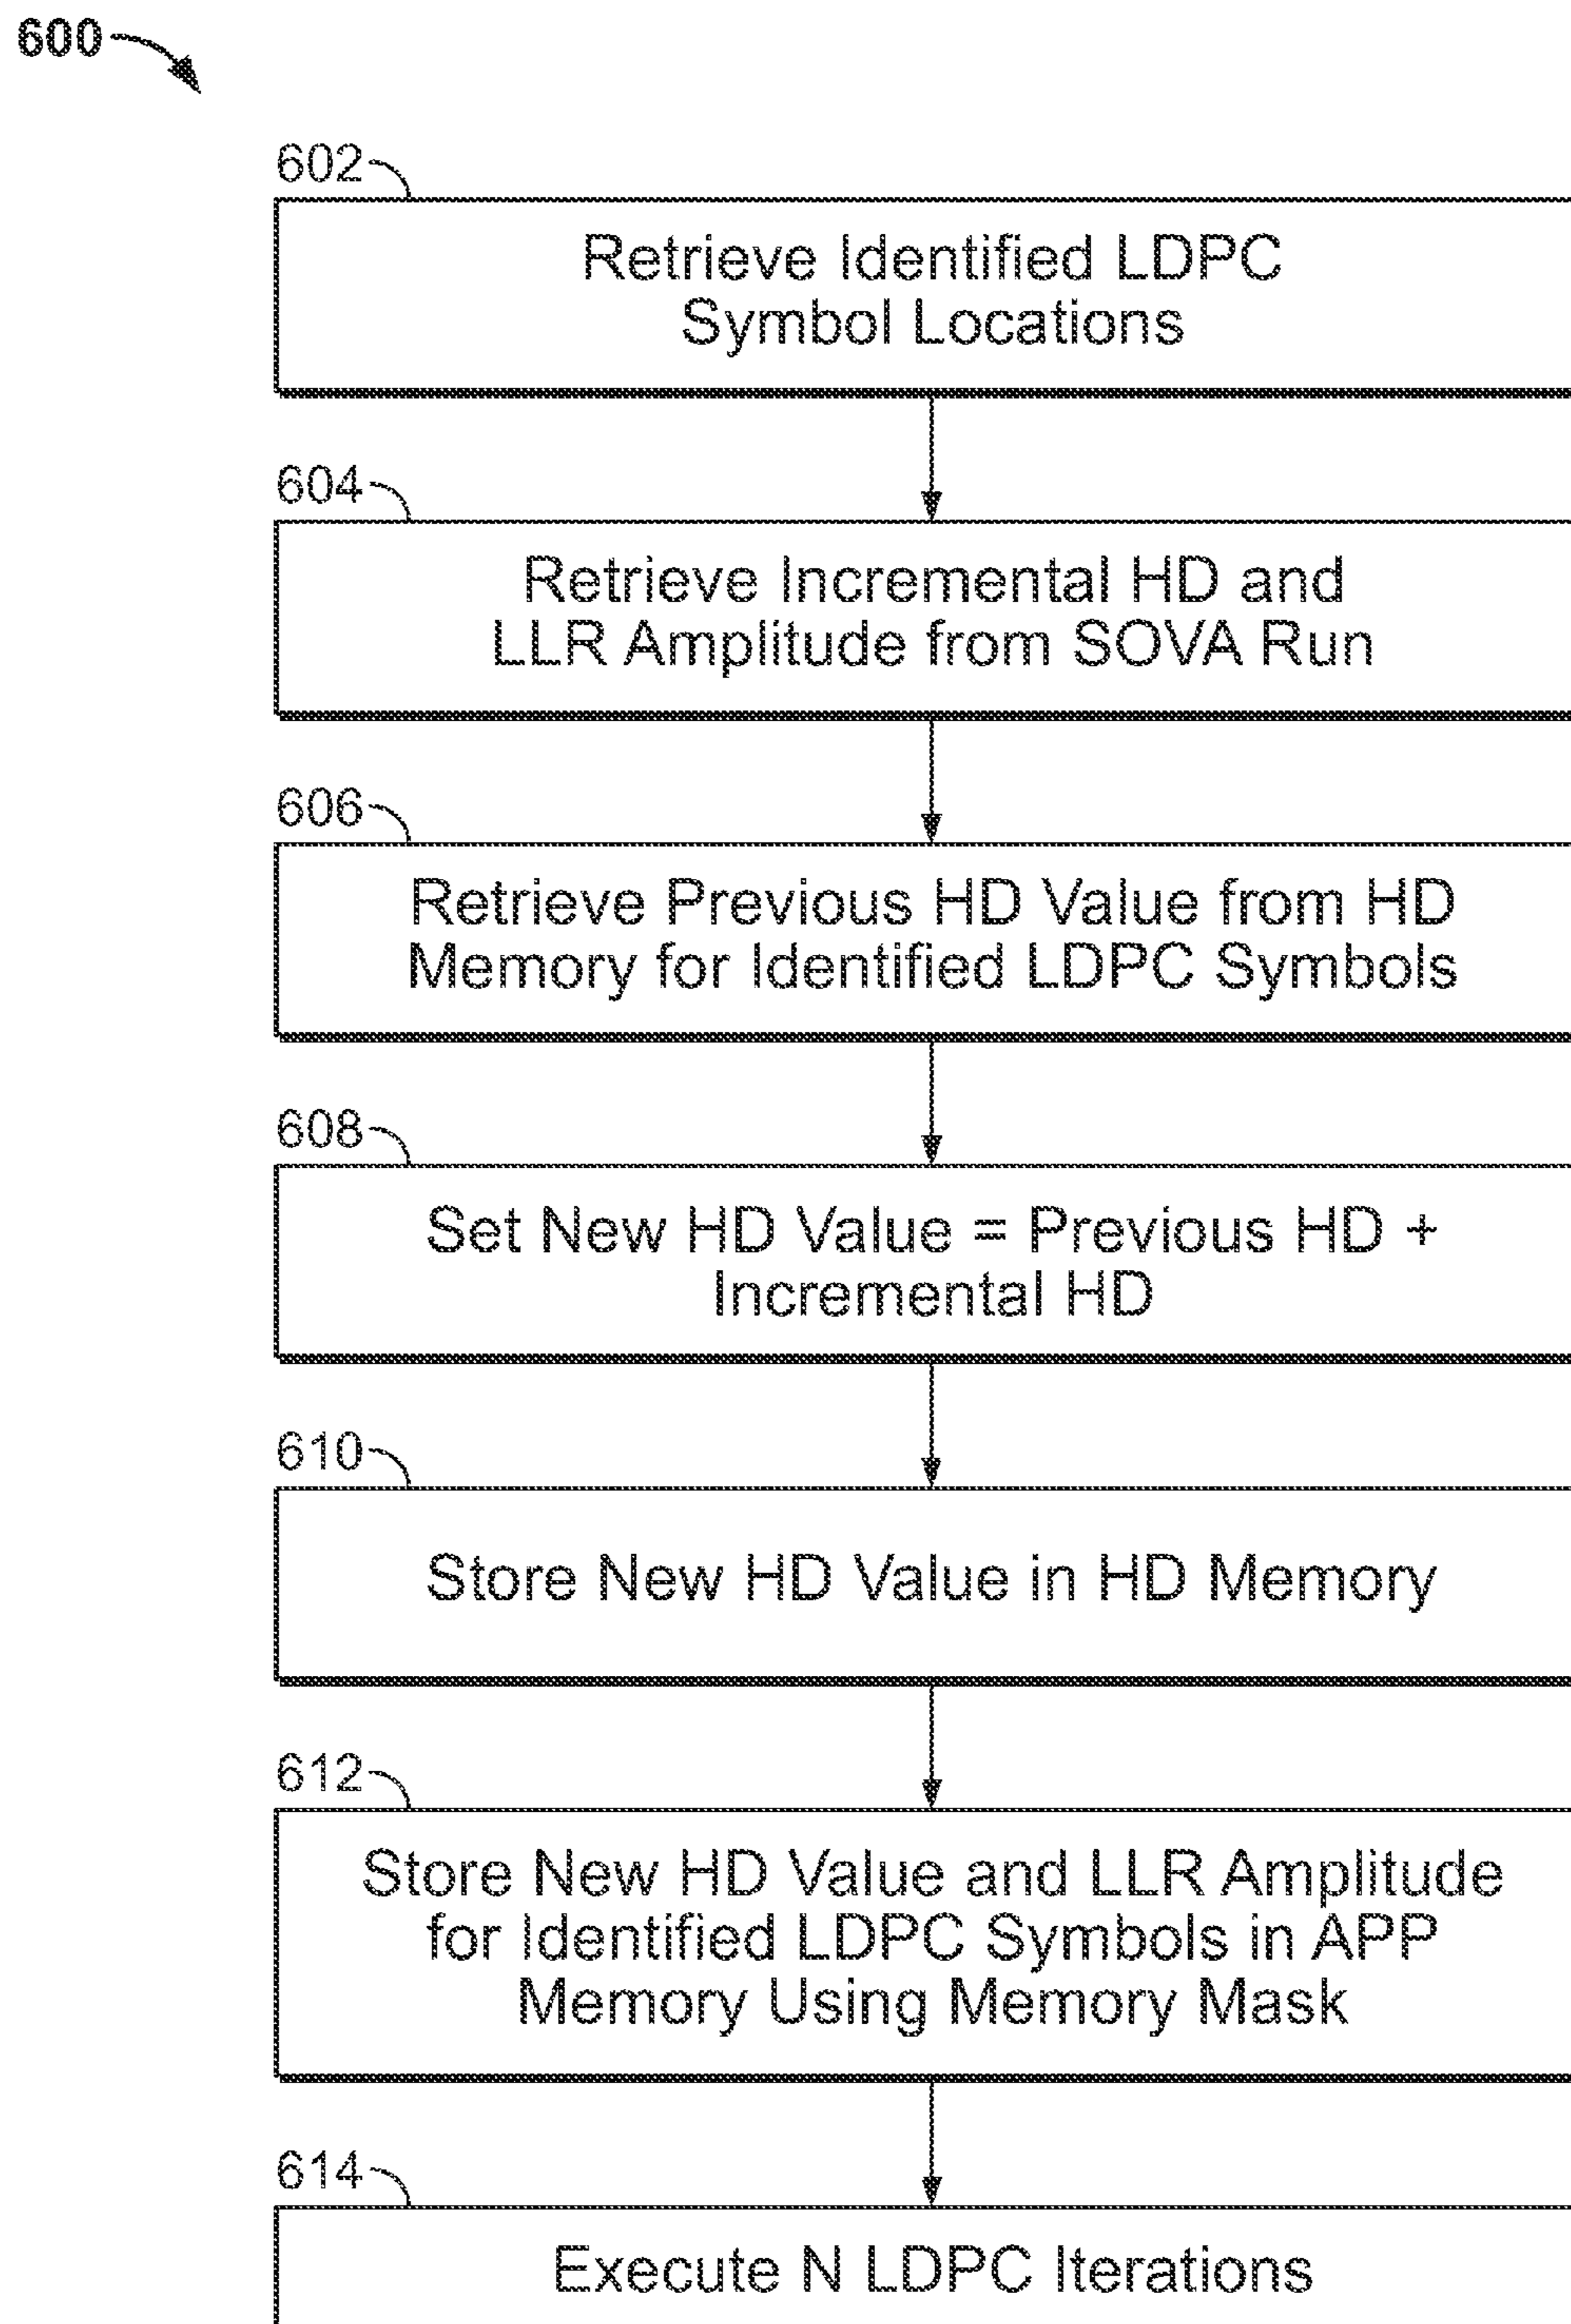 600
602
Retrieve Identified LDPC
Symbol Locations
604
Retrieve Incremental HD and
LLR Amplitude from SOVA Run
606
Retrieve Previous HD Value from HD
Memory for Identified LDPC Symbols
608
Set New HD Value = Previous HD +
Incremental HD
610
Store New HD Value in HD Memory
612
Store New HD Value and LLR Amplitude
for Identified LDPC Symbols in APP
Memory Using Memory Mask
614
Execute N LDPC Iterations